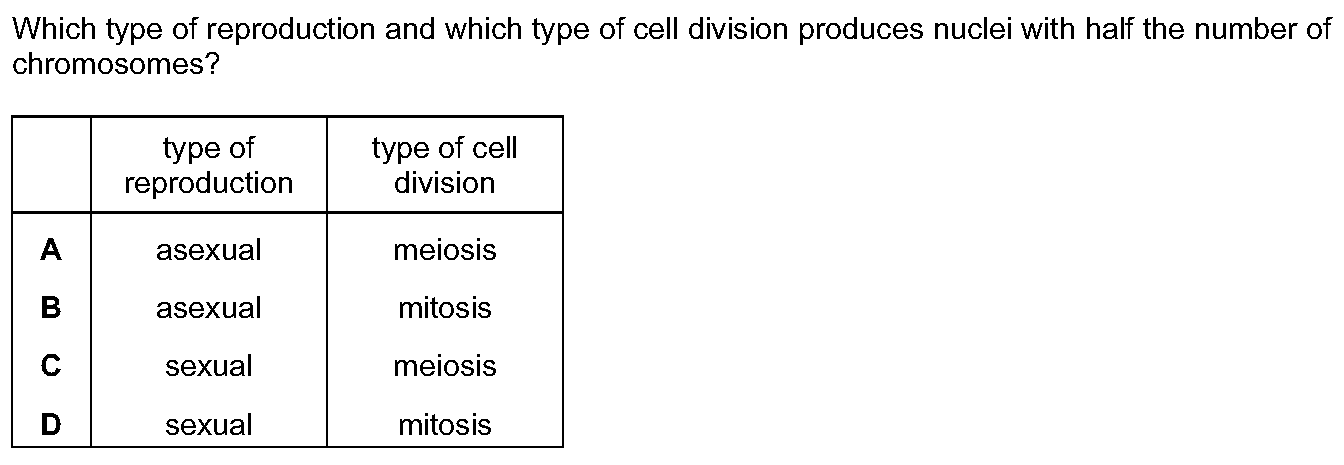 Which type of reproduction and which type of cell division produces nuclei with half the number of
chromosomes?
type of reproduction type of cell division
A asexual meiosis
B asexual mitosis
C sexual meiosis
D sexual mitosis